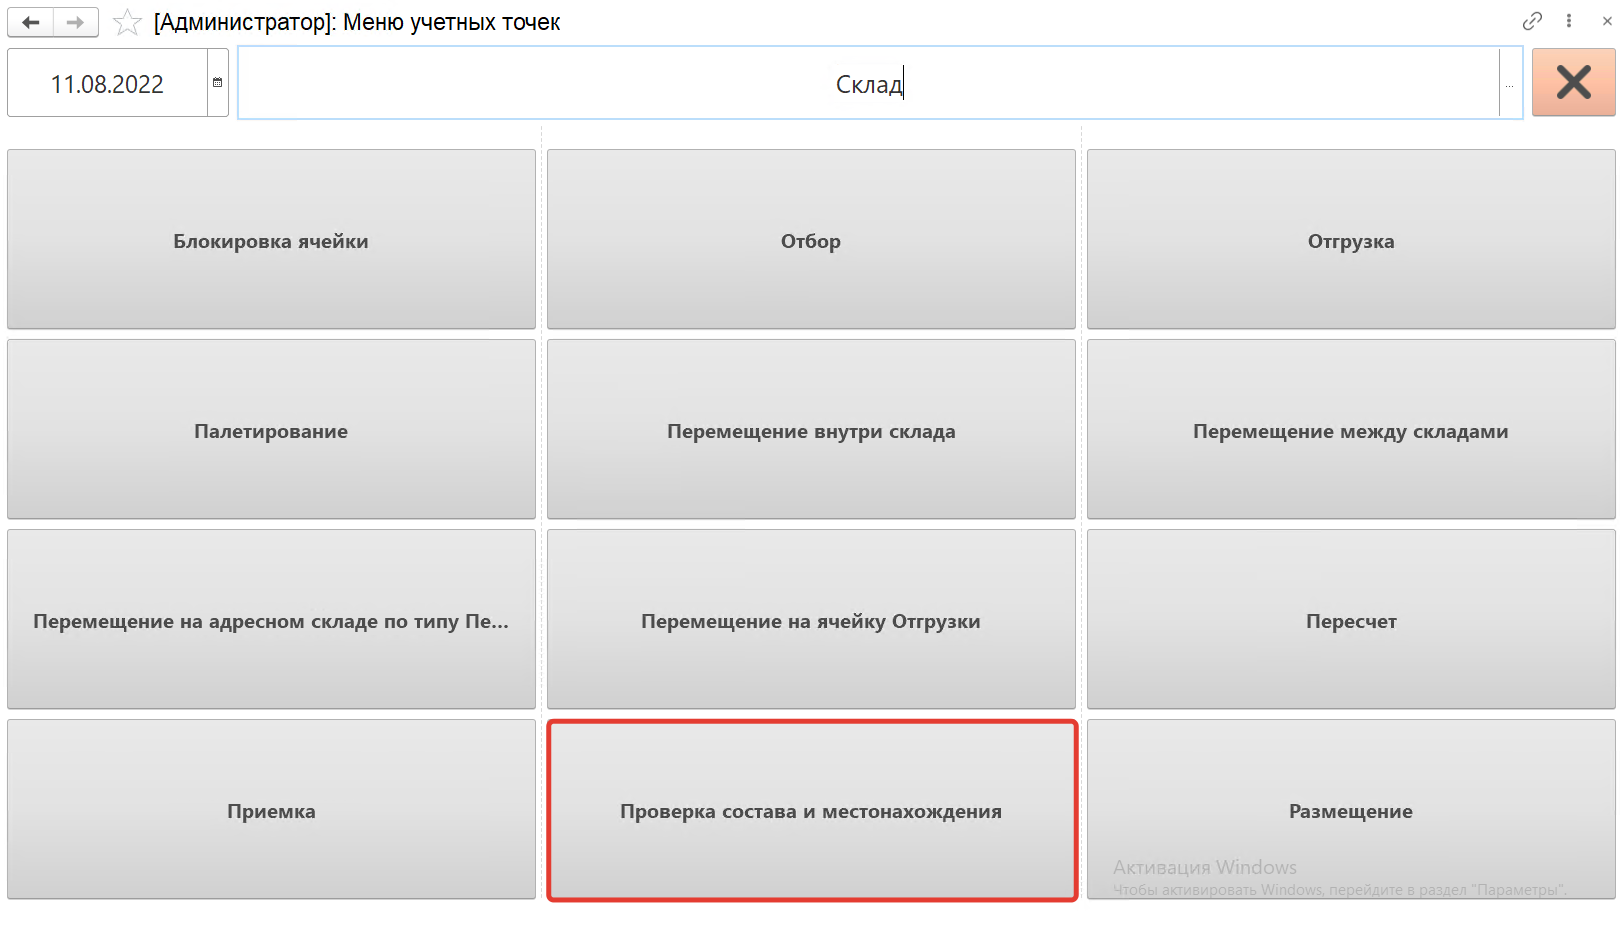 [Администратор]: Меню учетных точек
11.08.2022
Склад
...
Блокировка ячейки
Отбор
Отгрузка
Палетирование
Перемещение внутри склада
Перемещение между складами
Перемещение на адресном складе по типу Пе...
Перемещение на ячейку Отгрузки
Пересчет
Приемка
Проверка состава и местонахождения
Размещение
Активация Windows
Чтобы активировать Windows, перейдите в раздел "Параметры".